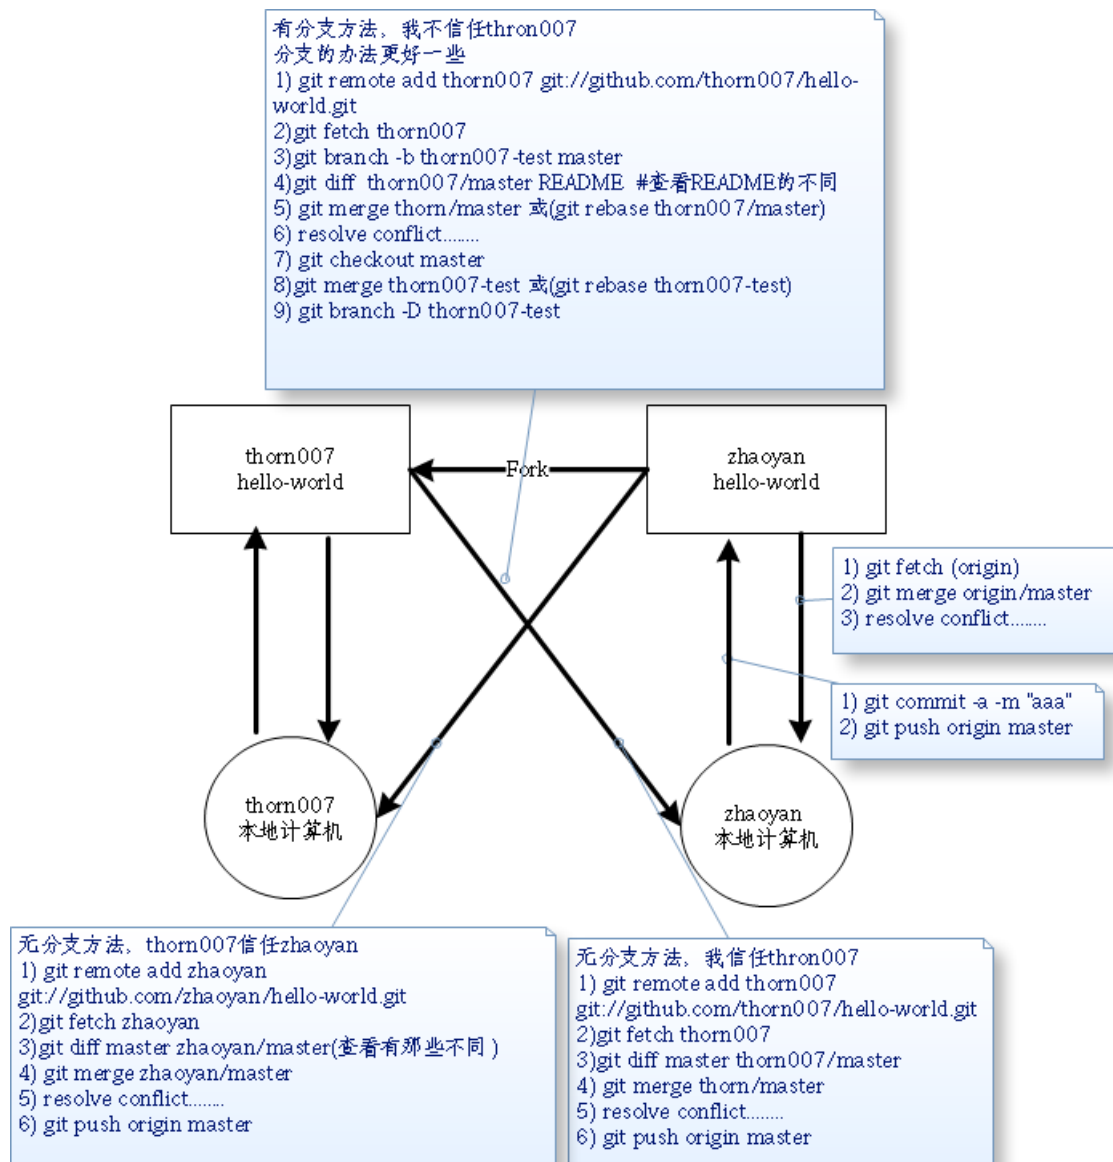 有分支方法，我不信任thron007
分支的办法更好一些
1) git remote add thorn007 git://github.com/thorn007/hello-
world.git
2)git fetch thorn007
3)git branch -b thorn007-test master
4)git diff  thorn007/master README  #查看README的不同
5) git merge thorn/master 或(git rebase thorn007/master)
6) resolve conflict........
7) git checkout master
8)git merge thorn007-test 或(git rebase thorn007-test)
9) git branch -D thorn007-test
thorn007
hello-world
Fork
zhaoyan
hello-world
1) git fetch (origin)
2) git merge origin/master
3) resolve conflict........
1) git commit -a -m "aaa"
2) git push origin master
thorn007
本地计算机
zhaoyan
本地计算机
无分支方法，thorn007信任zhaoyan
1) git remote add zhaoyan
git://github.com/zhaoyan/hello-world.git
2)git fetch zhaoyan
3)git diff master zhaoyan/master(查看有那些不同 )
4) git merge zhaoyan/master
5) resolve conflict........
6) git push origin master
无分支方法，我信任thron007
1) git remote add thorn007
git://github.com/thorn007/hello-world.git
2)git fetch thorn007
3)git diff master thorn007/master
4) git merge thorn/master
5) resolve conflict........
6) git push origin master